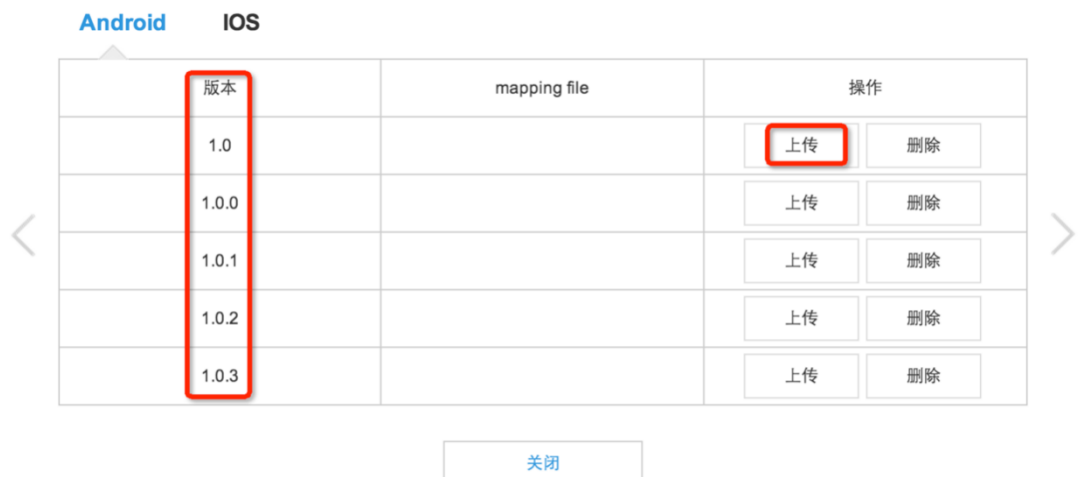 Android IOS
版本 mapping file 操作
1.0 上传 删除
1.0.0 上传 删除
1.0.1 上传 删除
1.0.2 上传 删除
1.0.3 上传 删除
关闭